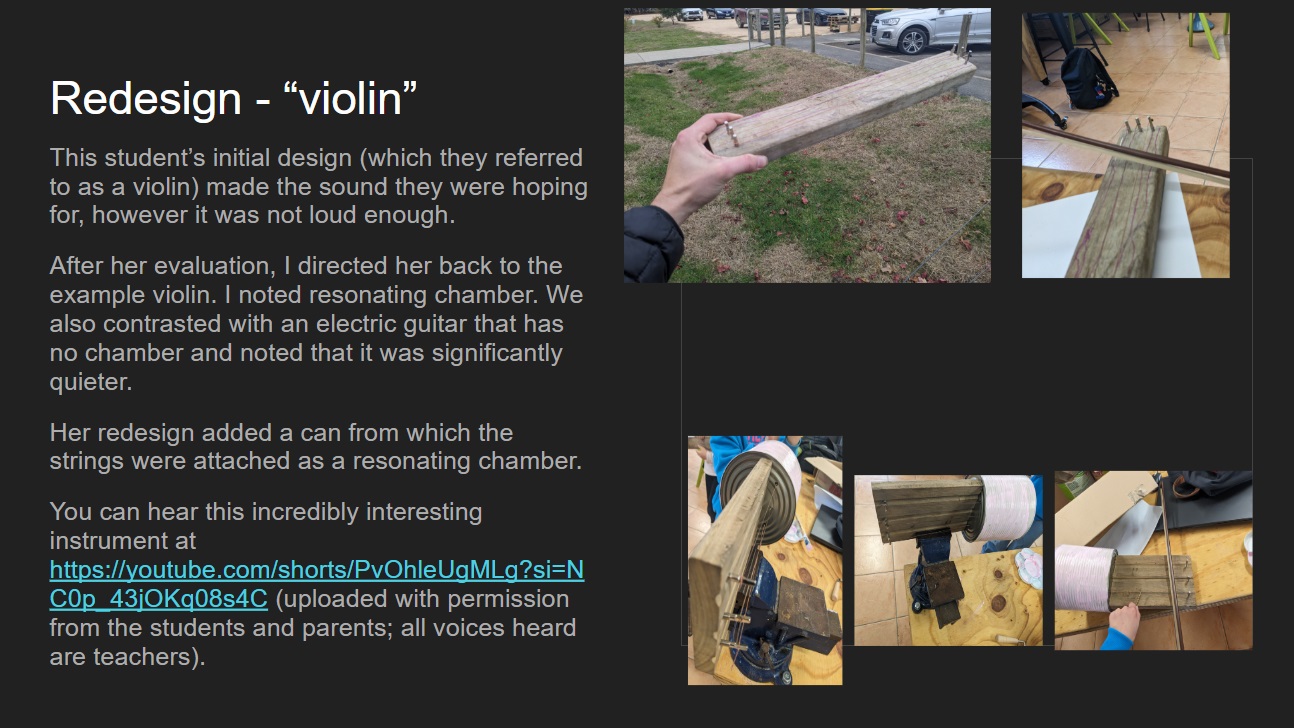 Redesign - “violin”
This student’s initial design (which they referred
to as a violin) made the sound they were hoping
for, however it was not loud enough.
After her evaluation, I directed her back to the
example violin. I noted resonating chamber. We
also contrasted with an electric guitar that has
no chamber and noted that it was significantly
quieter.
Her redesign added a can from which the
strings were attached as a resonating chamber.
You can hear this incredibly interesting
instrument at
https://youtube.com/shorts/PvOhleUgMLg?si=N
C0p_43jOKq08s4C (uploaded with permission
from the students and parents; all voices heard
are teachers).